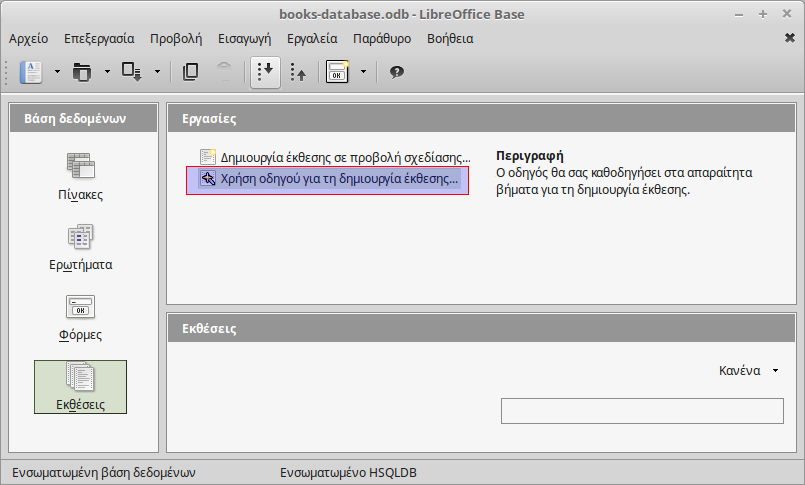 books-database.odb - LibreOffice Base
Αρχείο Επεξεργασία Προβολή Εισαγωγή Εργαλεία Παράθυρο Βοήθεια
Βάση δεδομένων
Πίνακες
Ερωτήματα
Φόρμες
Εκθέσεις
Εργασίες
Δημιουργία έκθεσης σε προβολή σχεδίασης...
Χρήση οδηγού για τη δημιουργία έκθεσης...
Περιγραφή
Ο οδηγός θα σας καθοδηγήσει στα απαραίτητα
βήματα για τη δημιουργία έκθεσης.
Εκθέσεις
Κανένα
Ενσωματωμένη βάση δεδομένων
Ενσωματωμένο HSQLDB